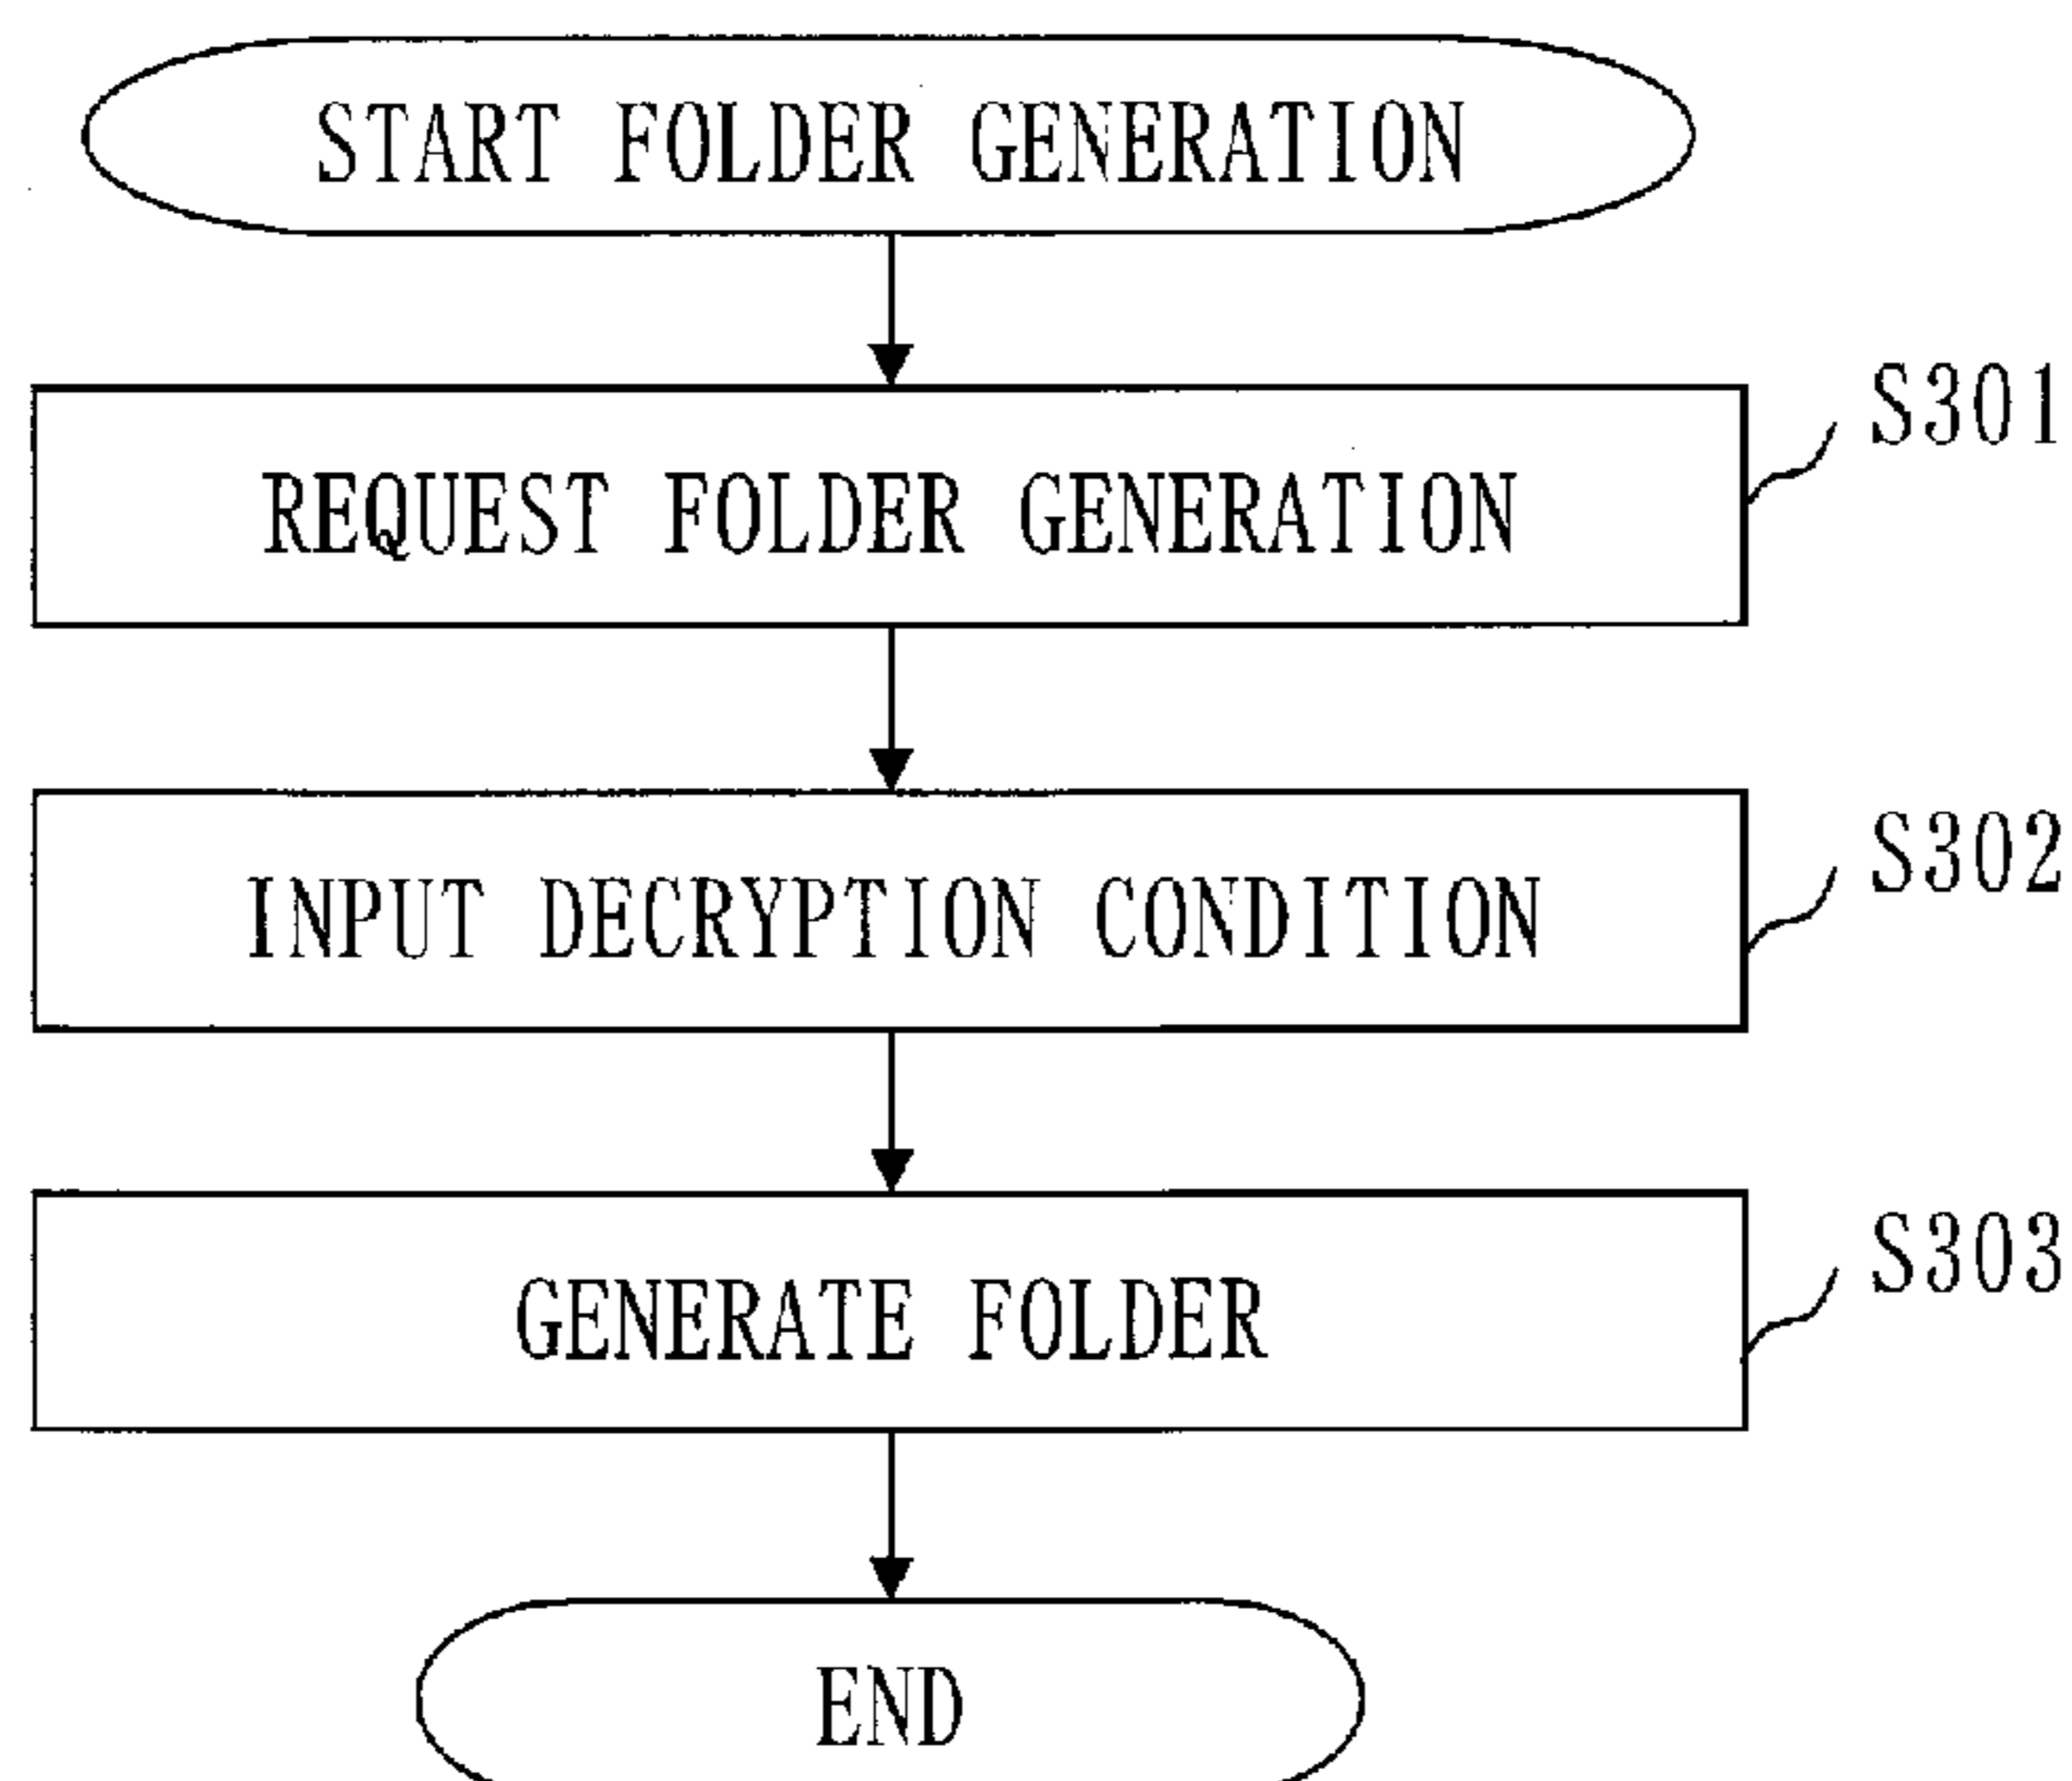 START FOLDER GENERATION
S301
REQUEST FOLDER GENERATION
S302
INPUT DECRYPTION CONDITION
S303
GENERATE FOLDER
END